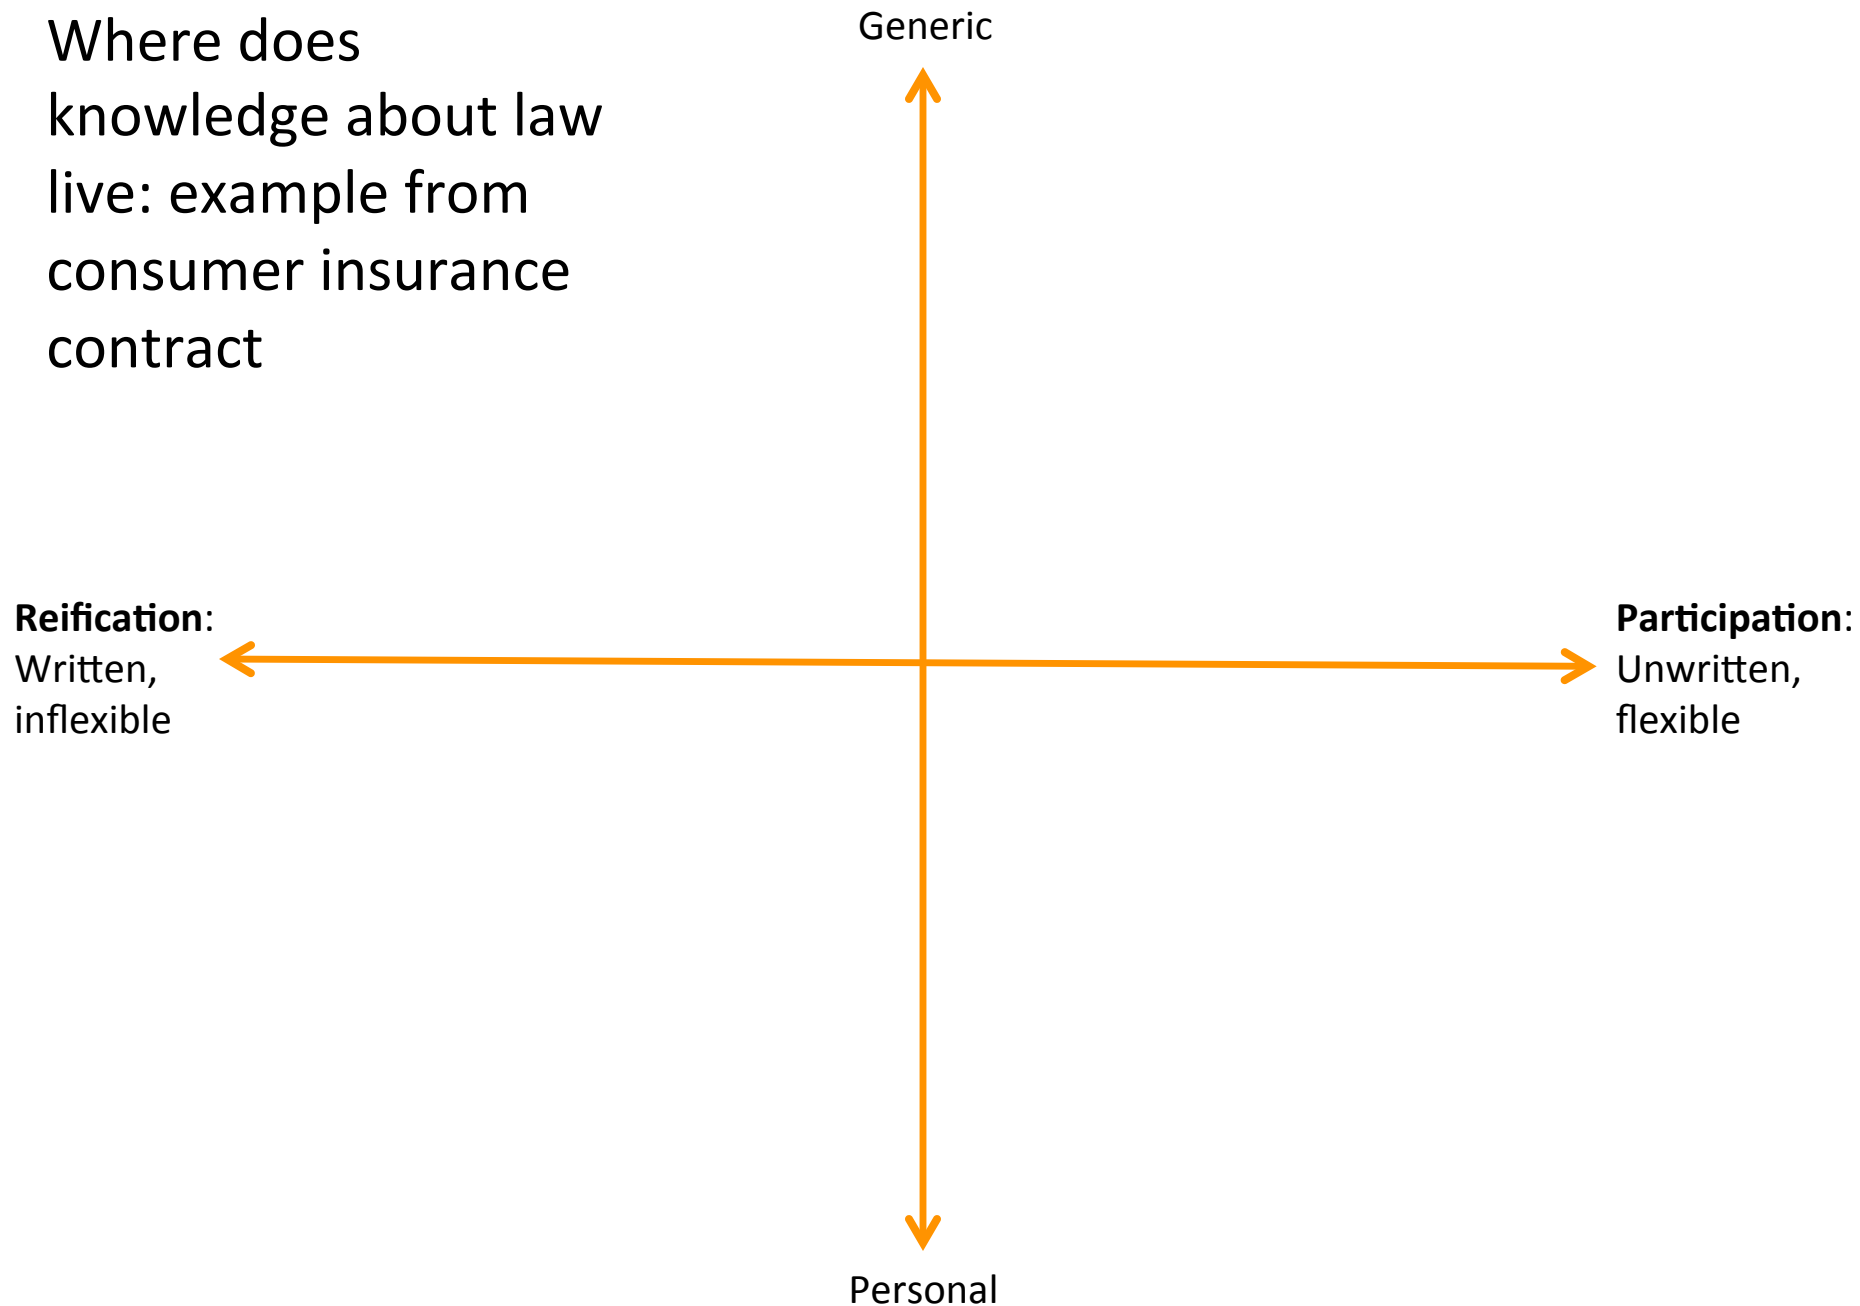 Where does
knowledge about law
live: example from
consumer insurance
contract
Generic
Reification:
Written,
inflexible
Participation:
Unwritten,
flexible
Personal